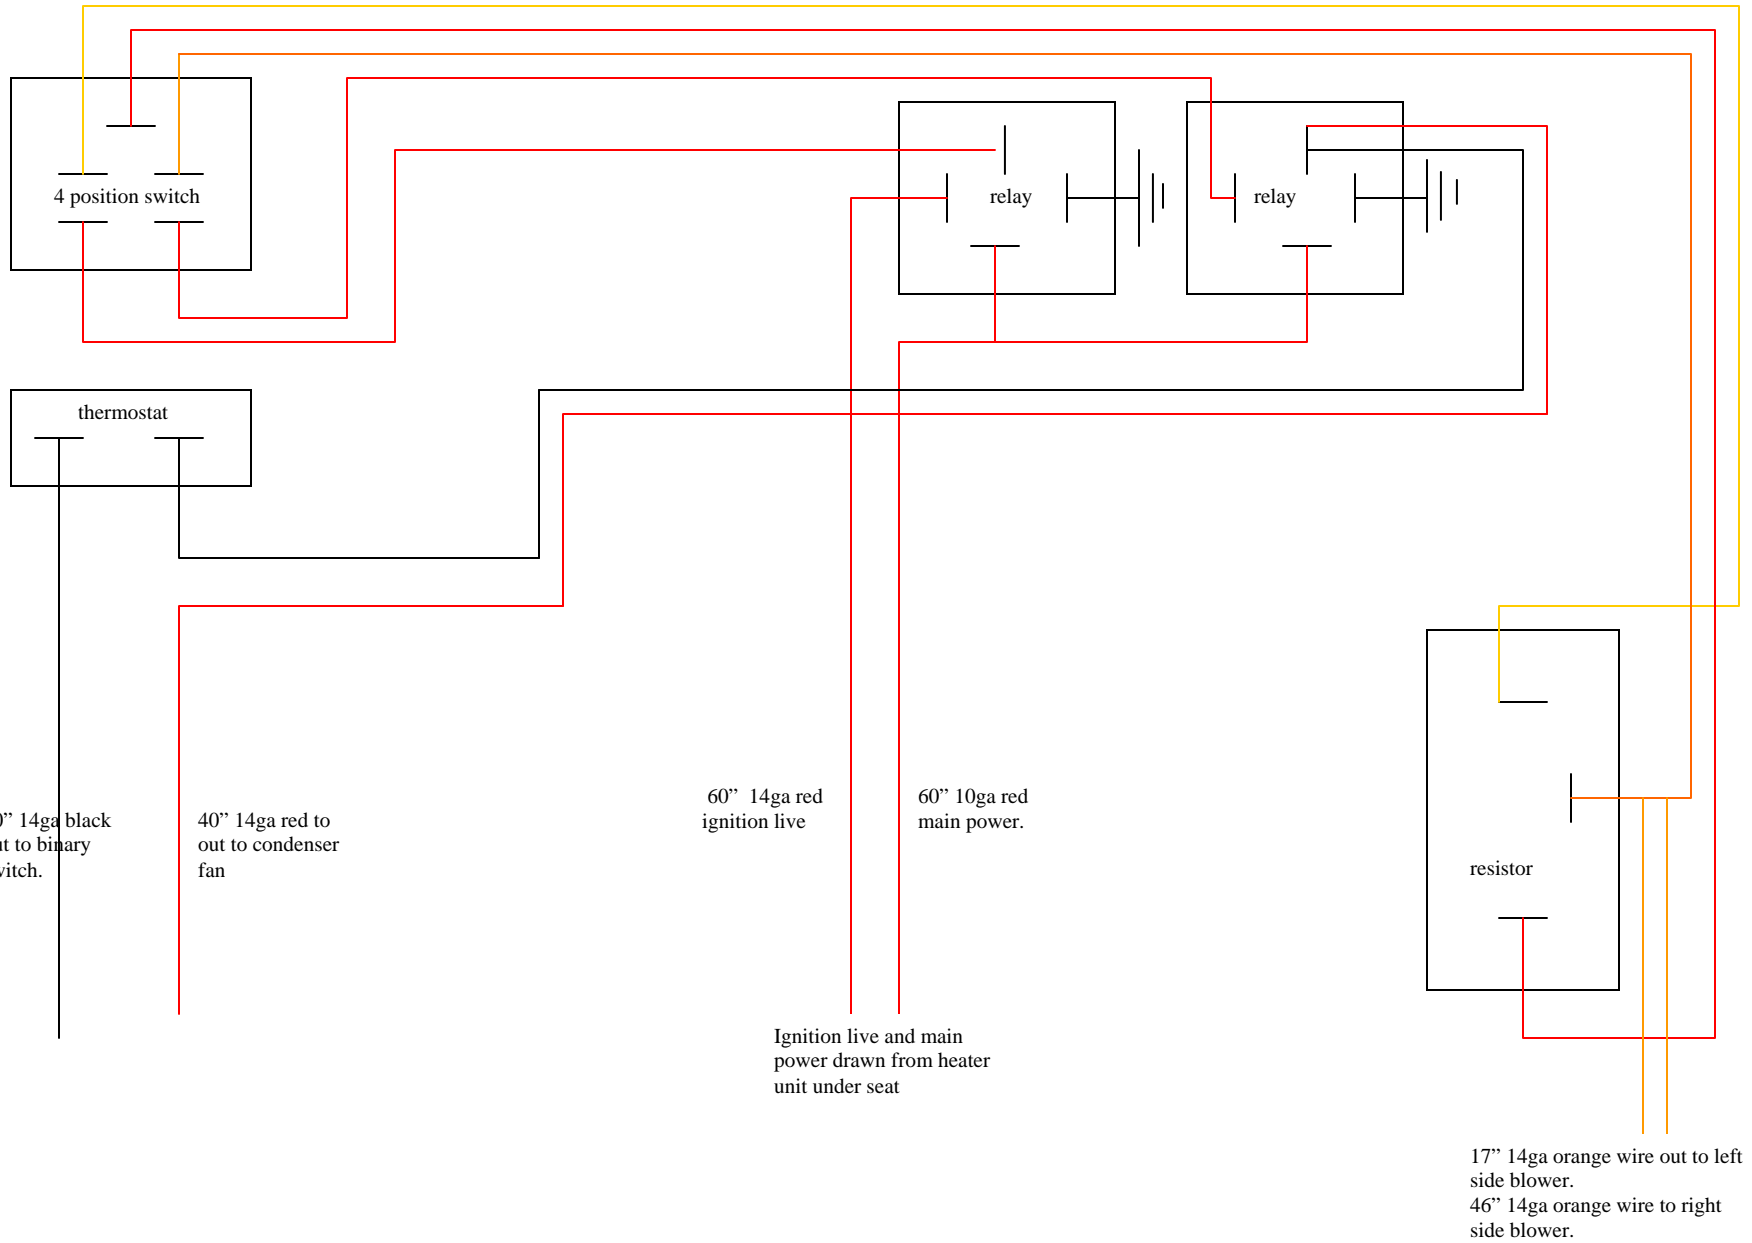 4 position switch
relay
relay
thermostat
14ga black
to binary
40” 14ga red to
out to condenser
fan
60” 14ga red
ignition live
60” 10ga red
main power.
resistor
Ignition live and main
power drawn from heater
unit under seat
17” 14ga orange wire out to left
side blower.
46” 14ga orange wire to right
side blower.